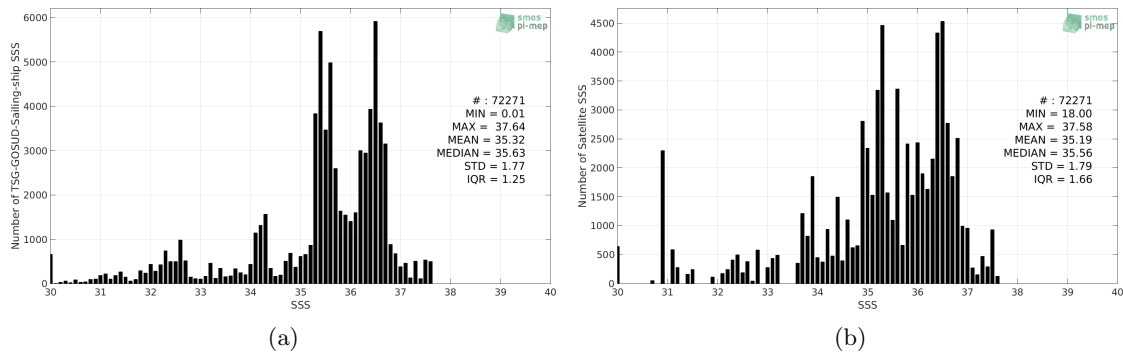 smos
pi-mep
Number of TSG-GOSUD-Sailing-ship SSS
6000
5000
4000
3000
2000
1000
0
# : 72271
MIN = 0.01
MAX = 37.64
MEAN = 35.32
MEDIAN = 35.63
STD = 1.77
IQR = 1.25
30 31 32 33 34 35 36 37 38 39 40
SSS
(a)
smos
pi-mep
Number of Satellite SSS
4500
4000
3500
3000
2500
2000
1500
1000
500
0
# : 72271
MIN = 18.00
MAX = 37.58
MEAN = 35.19
MEDIAN = 35.56
STD = 1.79
IQR = 1.66
30 31 32 33 34 35 36 37 38 39 40
SSS
(b)